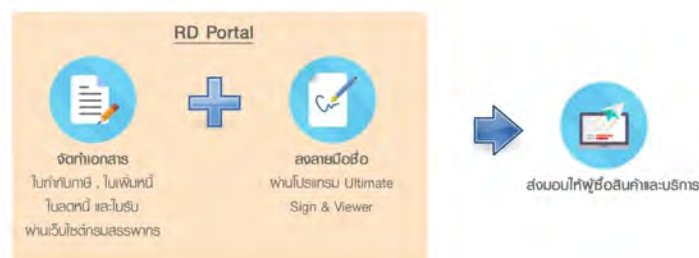 RD Portal
จัดทำเอกสาร
ใบกำกับภาษี , ใบเพิ่มหนี้
ใบลดหนี้ และใบรับ
ผ่านเว็บไซต์กรมสรรพากร
ลงลายมือชื่อ
ผ่านโปรแกรม Ultimate
Sign & Viewer
ส่งมอบให้ผู้ซื้อสินค้าและบริการ